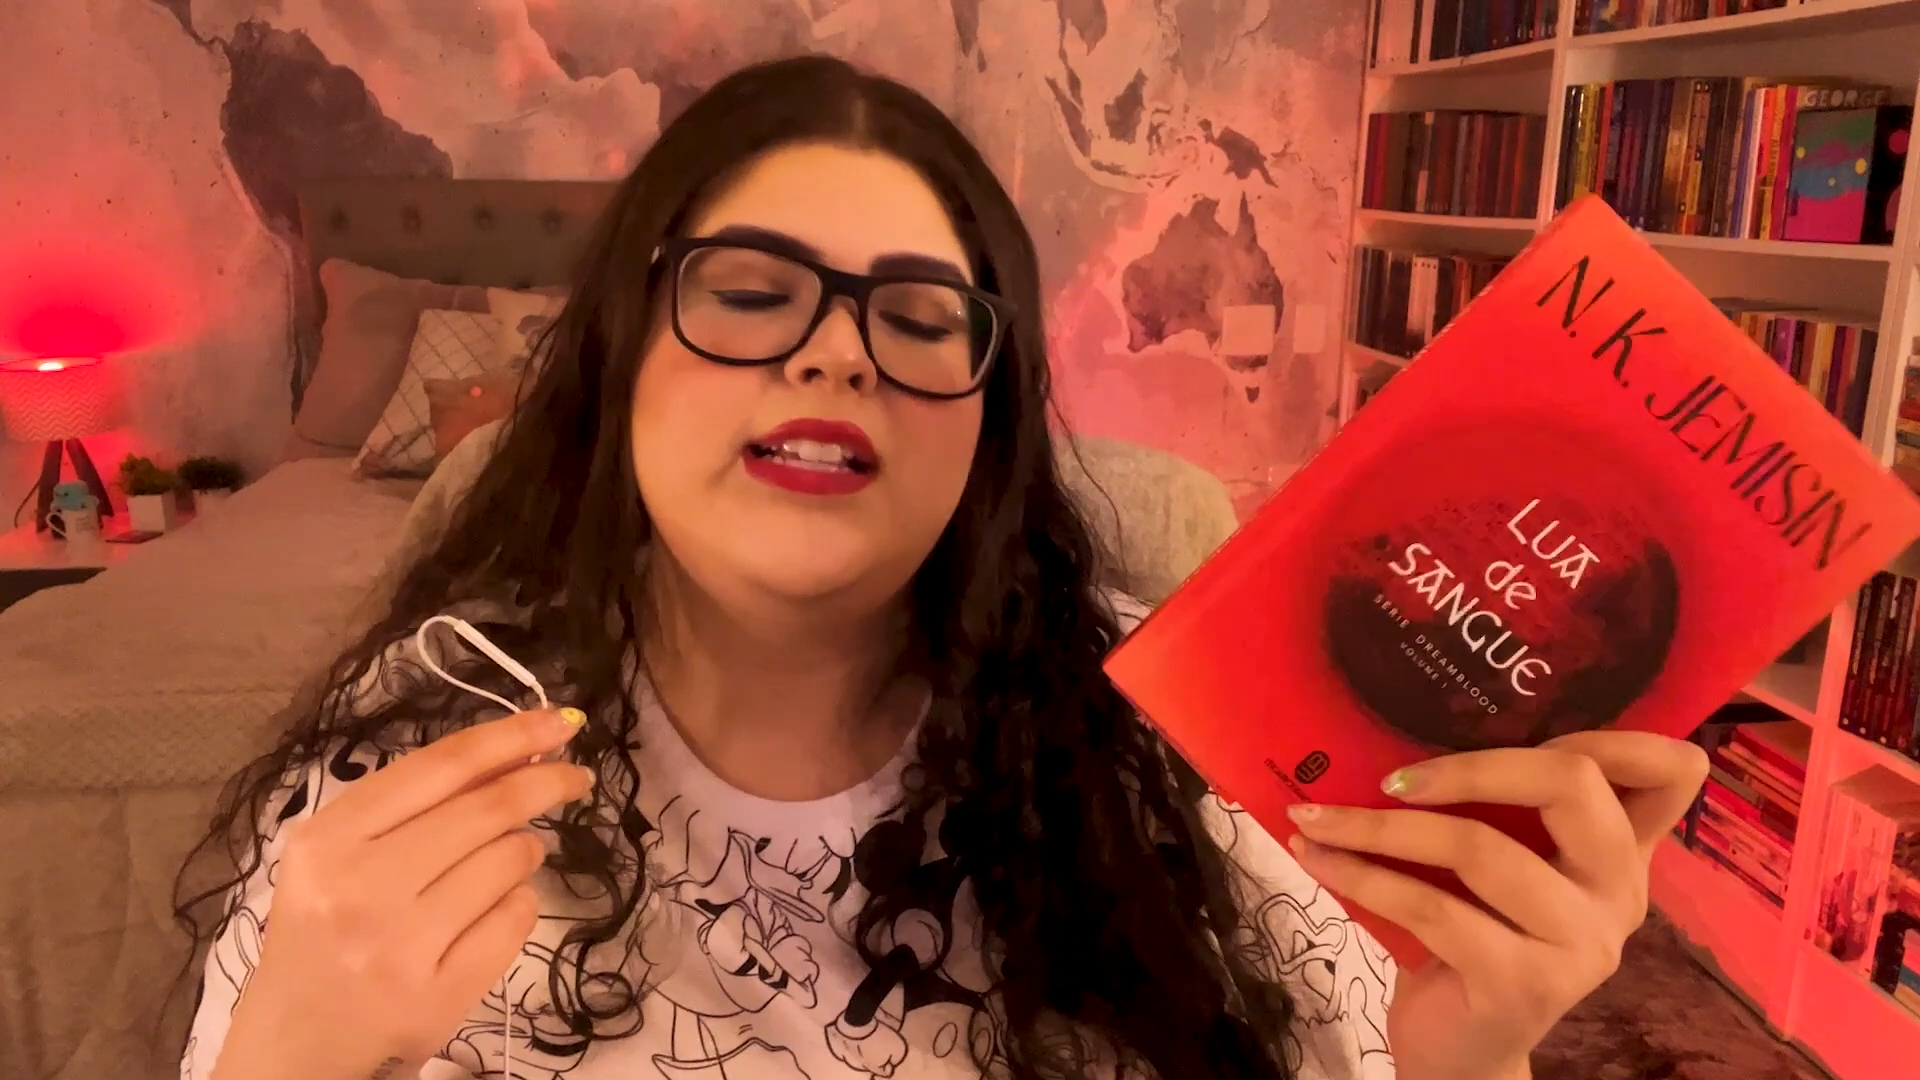 N. K. JEMISIN
LUA
de
SANGUE
SÉRIE DREAMBLOOD
VOLUME 1
GEORGE